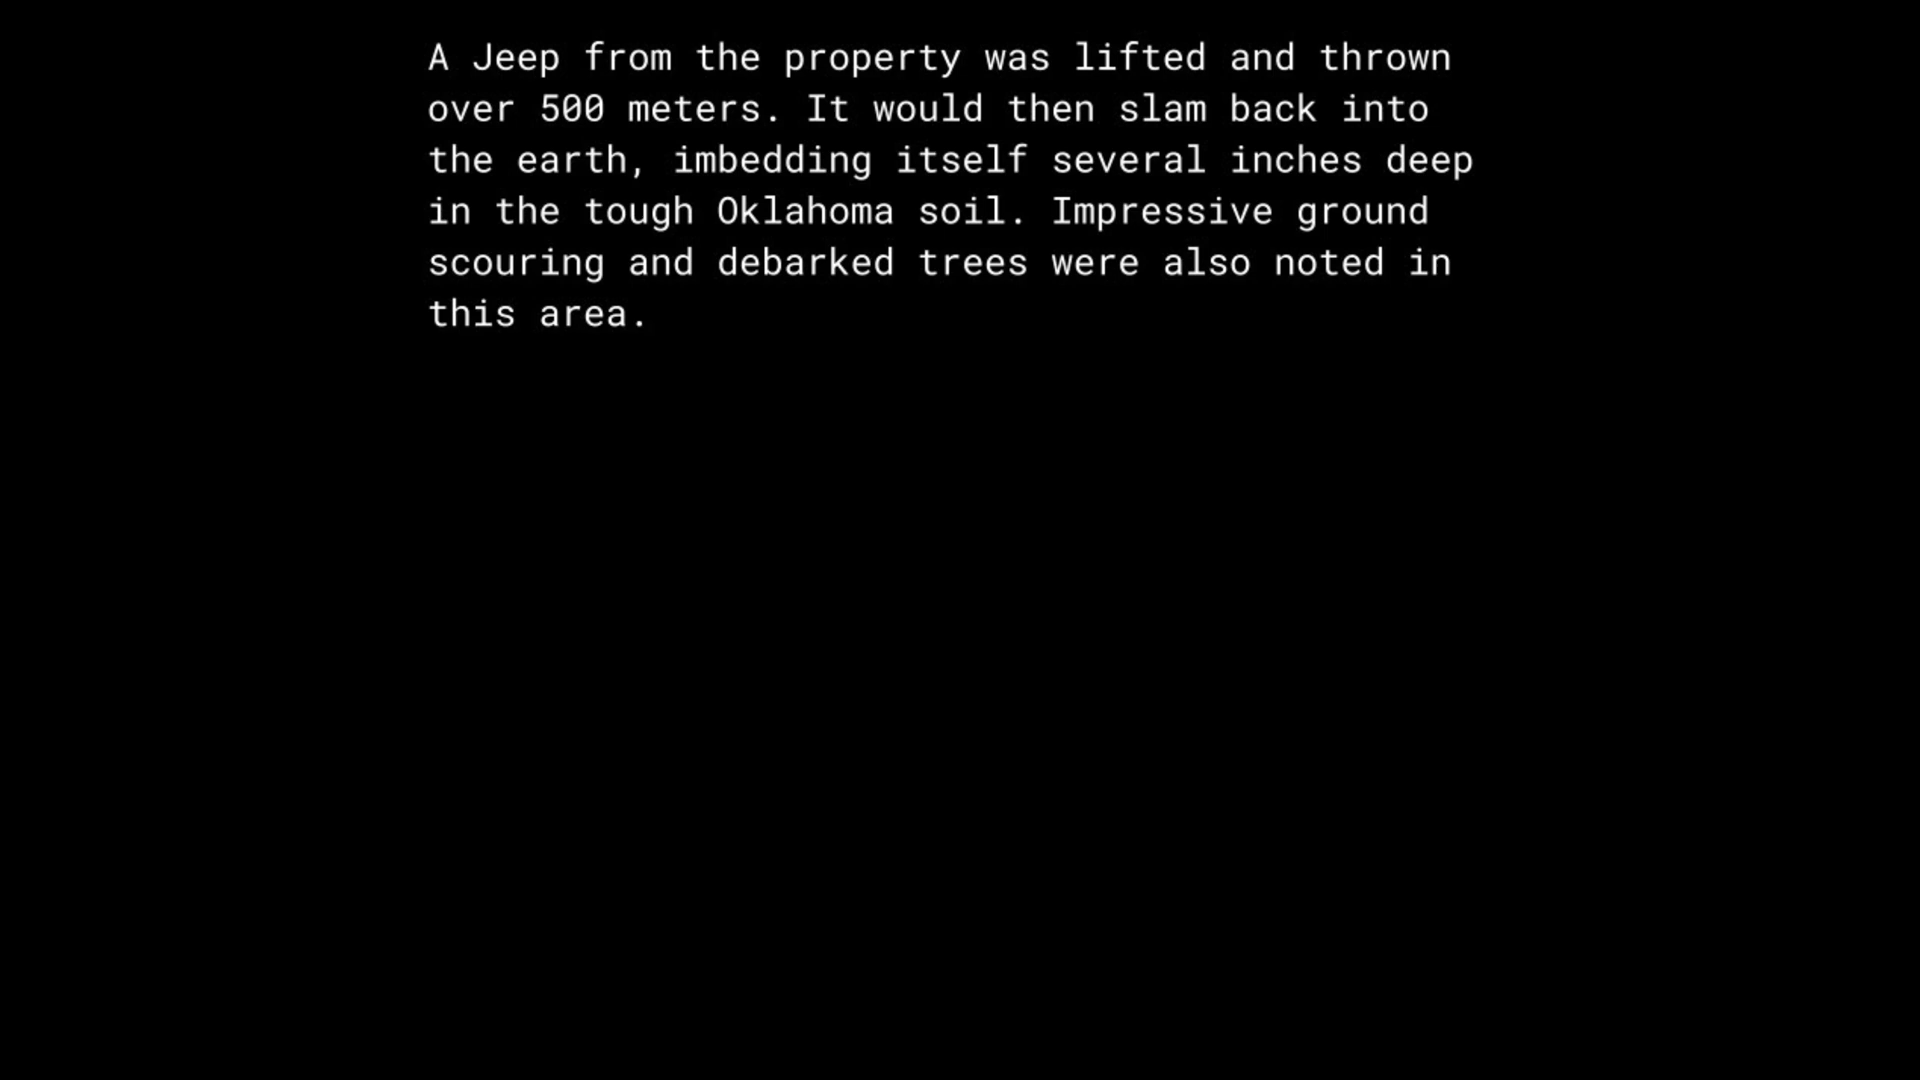 A Jeep from the property was lifted and thrown
over 500 meters. It would then slam back into
the earth, imbedding itself several inches deep
in the tough Oklahoma soil. Impressive ground
scouring and debarked trees were also noted in
this area.